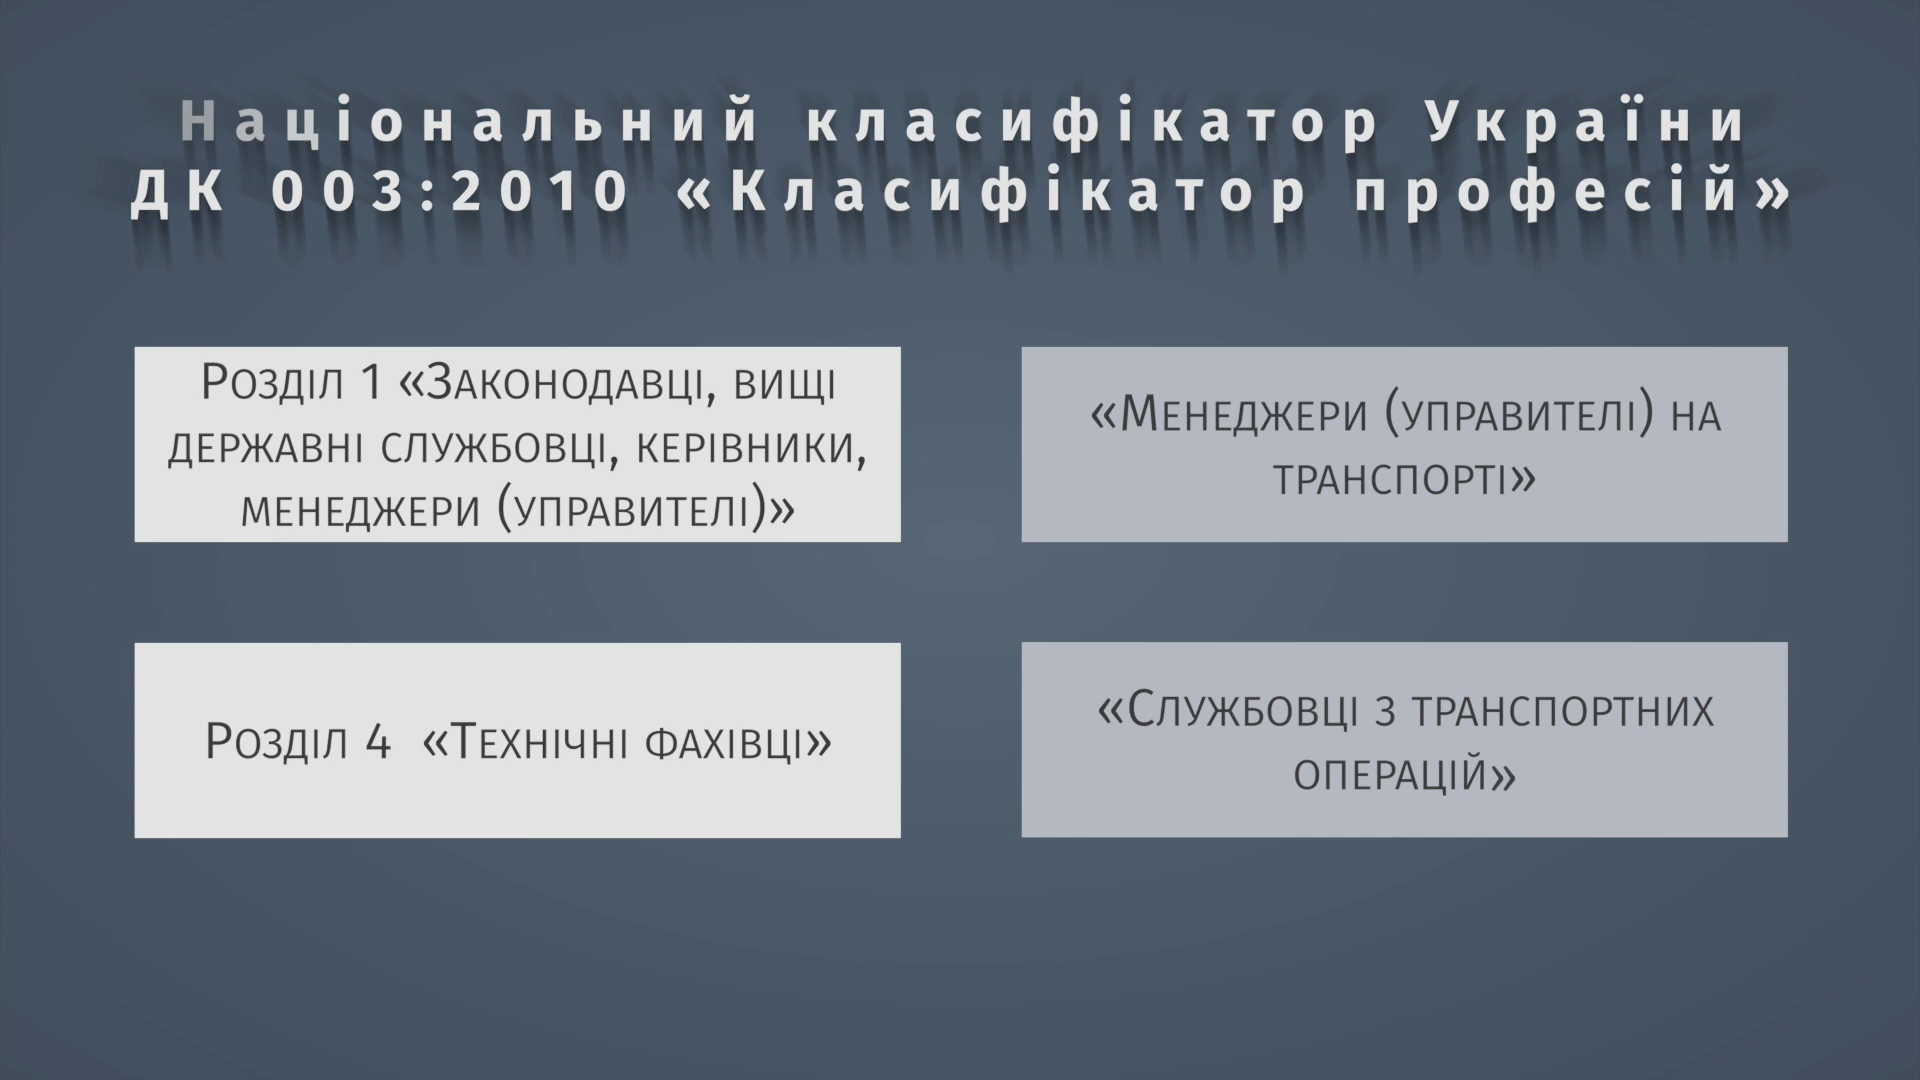 Національний класифікатор України
ДК 003:2010 «Класифікатор професій»
Розділ 1 «Законодавці, вищі
державні службовці, керівники,
менеджери (управителі)»
«Менеджери (управителі) на
транспорті»
Розділ 4 «Технічні фахівці»
«Службовці з транспортних
операцій»